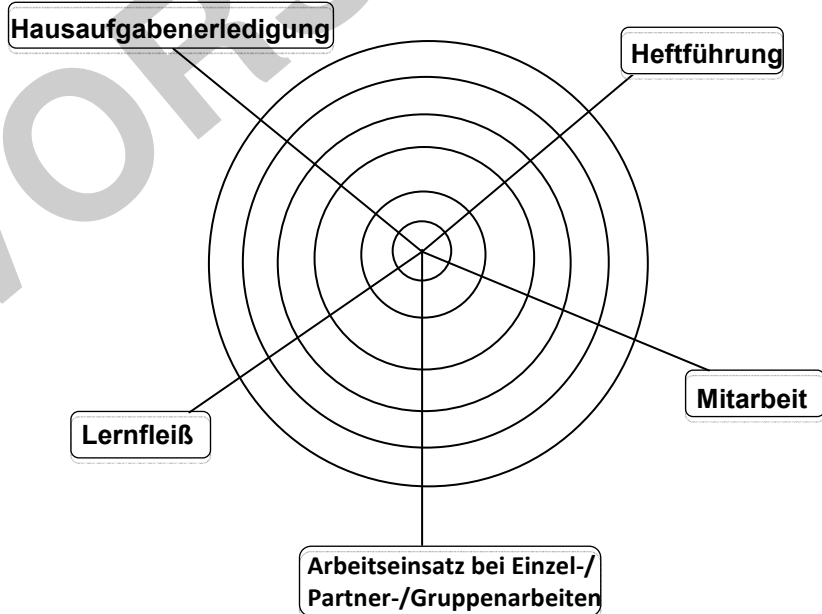 Hausaufgabenerledigung
Heftführung
Mitarbeit
Lernfleiß
Arbeitseinsatz bei Einzel-/
Partner-/Gruppenarbeiten